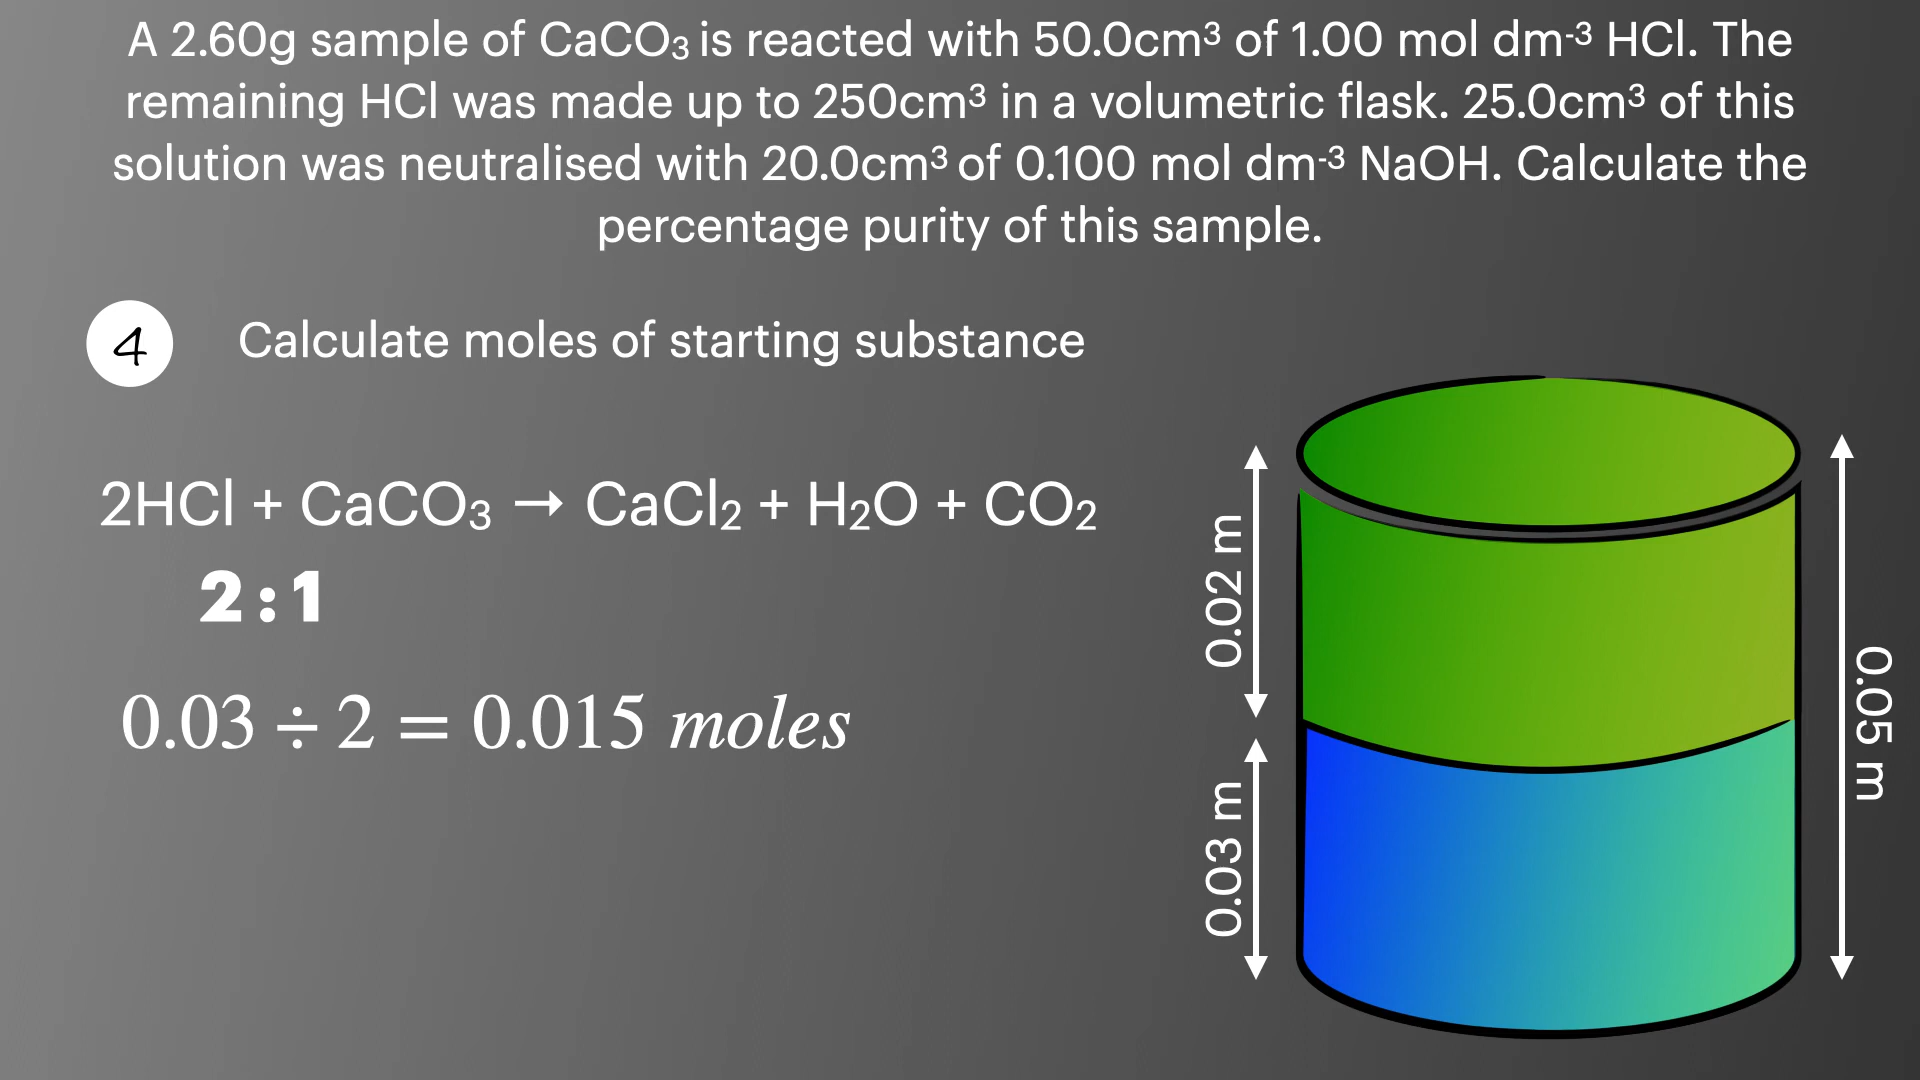 A 2.60g sample of CaCO₃ is reacted with 50.0cm³ of 1.00 mol dm⁻³ HCl. The
remaining HCl was made up to 250cm³ in a volumetric flask. 25.0cm³ of this
solution was neutralised with 20.0cm³ of 0.100 mol dm⁻³ NaOH. Calculate the
percentage purity of this sample.
4 Calculate moles of starting substance
2HCl + CaCO₃ → CaCl₂ + H₂O + CO₂
2 : 1
0.03 ÷ 2 = 0.015 moles
0.02 m
0.03 m
0.05 m